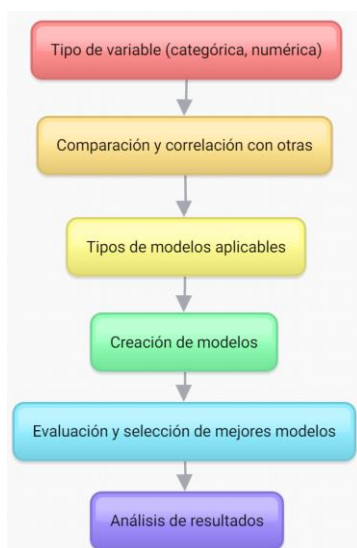 Tipo de variable (categórica, numérica)
Comparación y correlación con otras
Tipos de modelos aplicables
Creación de modelos
Evaluación y selección de mejores modelos
Análisis de resultados